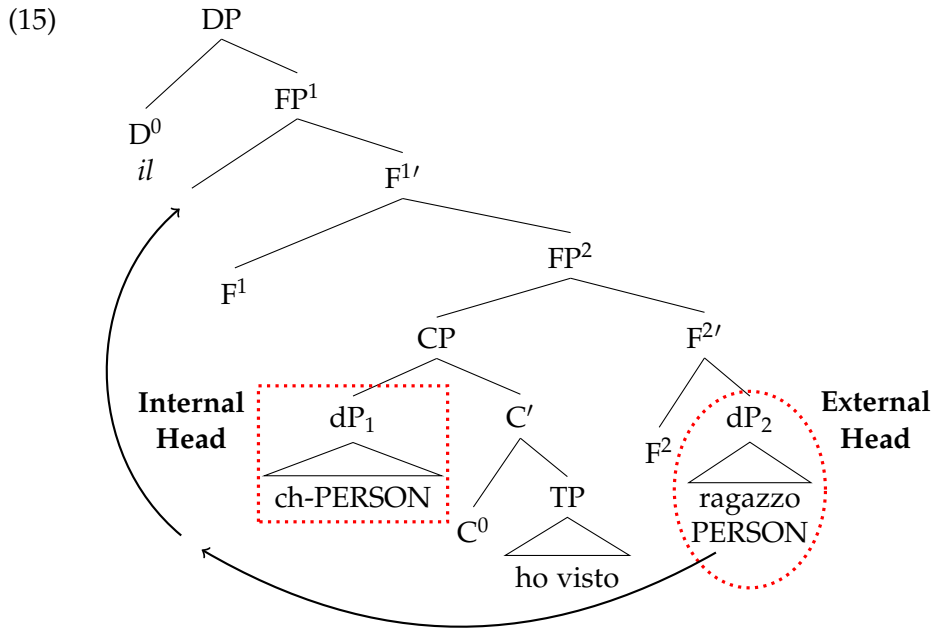 (15)
DP
D⁰
il
FP¹
F¹′
F¹
FP²
CP
F²′
Internal
Head
dP₁
ch-PERSON
C′
C⁰
TP
ho visto
F²
dP₂
ragazzo
PERSON
External
Head